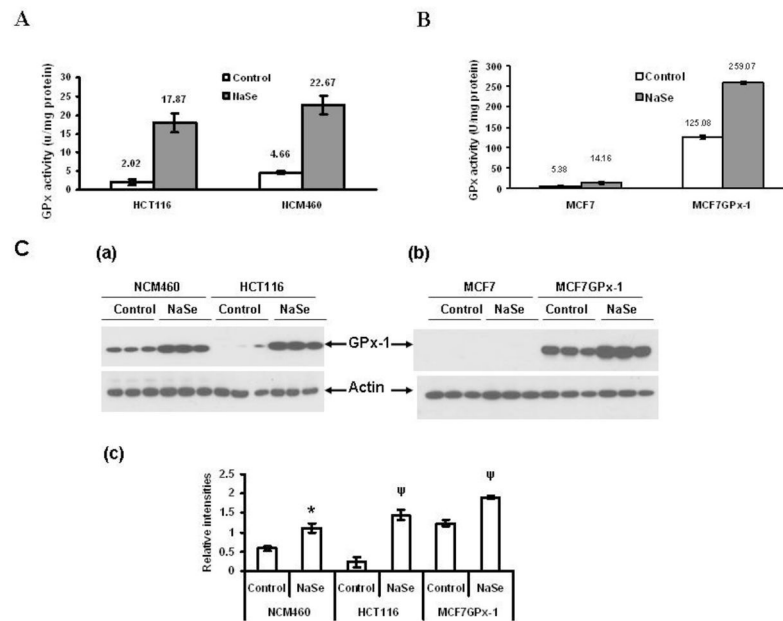 A
GPx activity (u/mg protein)
30
25
20
15
10
5
0
Control
NaSe
2.02
17.87
4.66
22.67
HCT116
NCM460
B
GPx activity (U/mg protein)
300
250
200
150
100
50
0
Control
NaSe
5.38
14.16
125.08
259.07
MCF7
MCF7GPx-1
C
(a)
NCM460 HCT116
Control NaSe Control NaSe
(b)
MCF7 MCF7GPx-1
Control NaSe Control NaSe
GPx-1
Actin
(c)
Relative intensities
2.5
2
1.5
1
0.5
0
* ψ ψ
Control NaSe Control NaSe Control NaSe
NCM460 HCT116 MCF7GPx-1